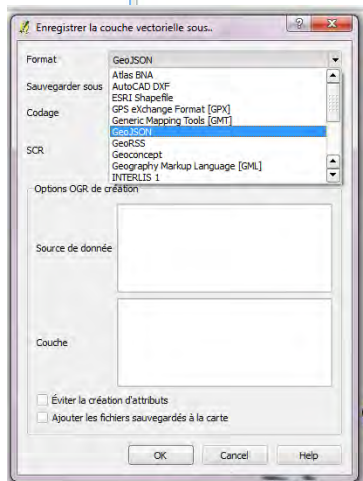 Enregistrer la couche vectorielle sous..
Format GeoJSON
Atlas BNA
Sauvegarder sous AutoCAD DXF
ESRI Shapefile
Codage GPS eXchange Format [GPX]
Generic Mapping Tools [GMT]
GeoJSON
SCR GeoRSS
Geoconcept
Geography Markup Language [GML]
INTERLIS 1
Options OGR de création
Source de donnée
Couche
Éviter la création d'attributs
Ajouter les fichiers sauvegardés à la carte
OK Cancel Help